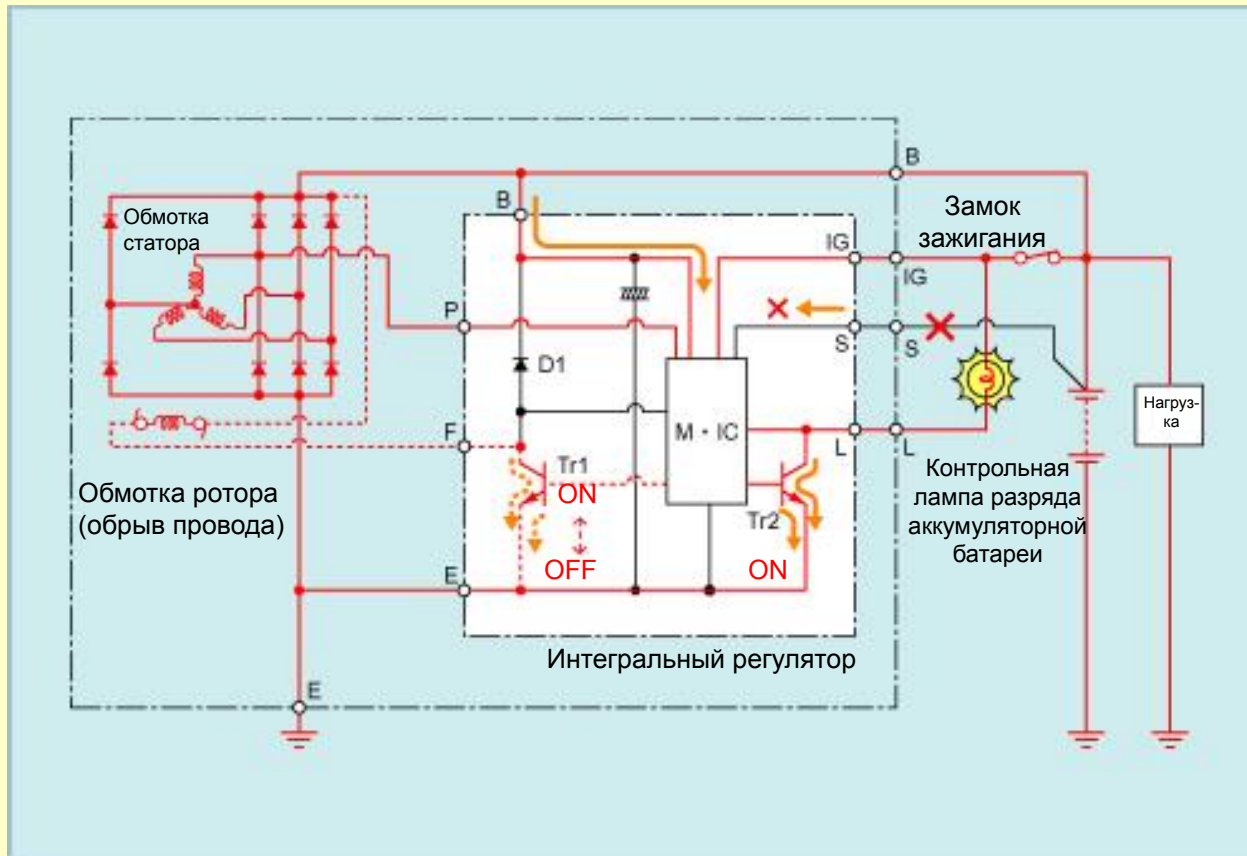 B
Замок
зажигания
Обмотка
статора
B
IG
IG
P
S
S
D1
M · IC
Нагруз-
ка
F
L
L
Tr1
ON
Обмотка ротора
(обрыв провода)
Контрольная
лампа разряда
аккумуляторной
батареи
Tr2
E
OFF
ON
Интегральный регулятор
E